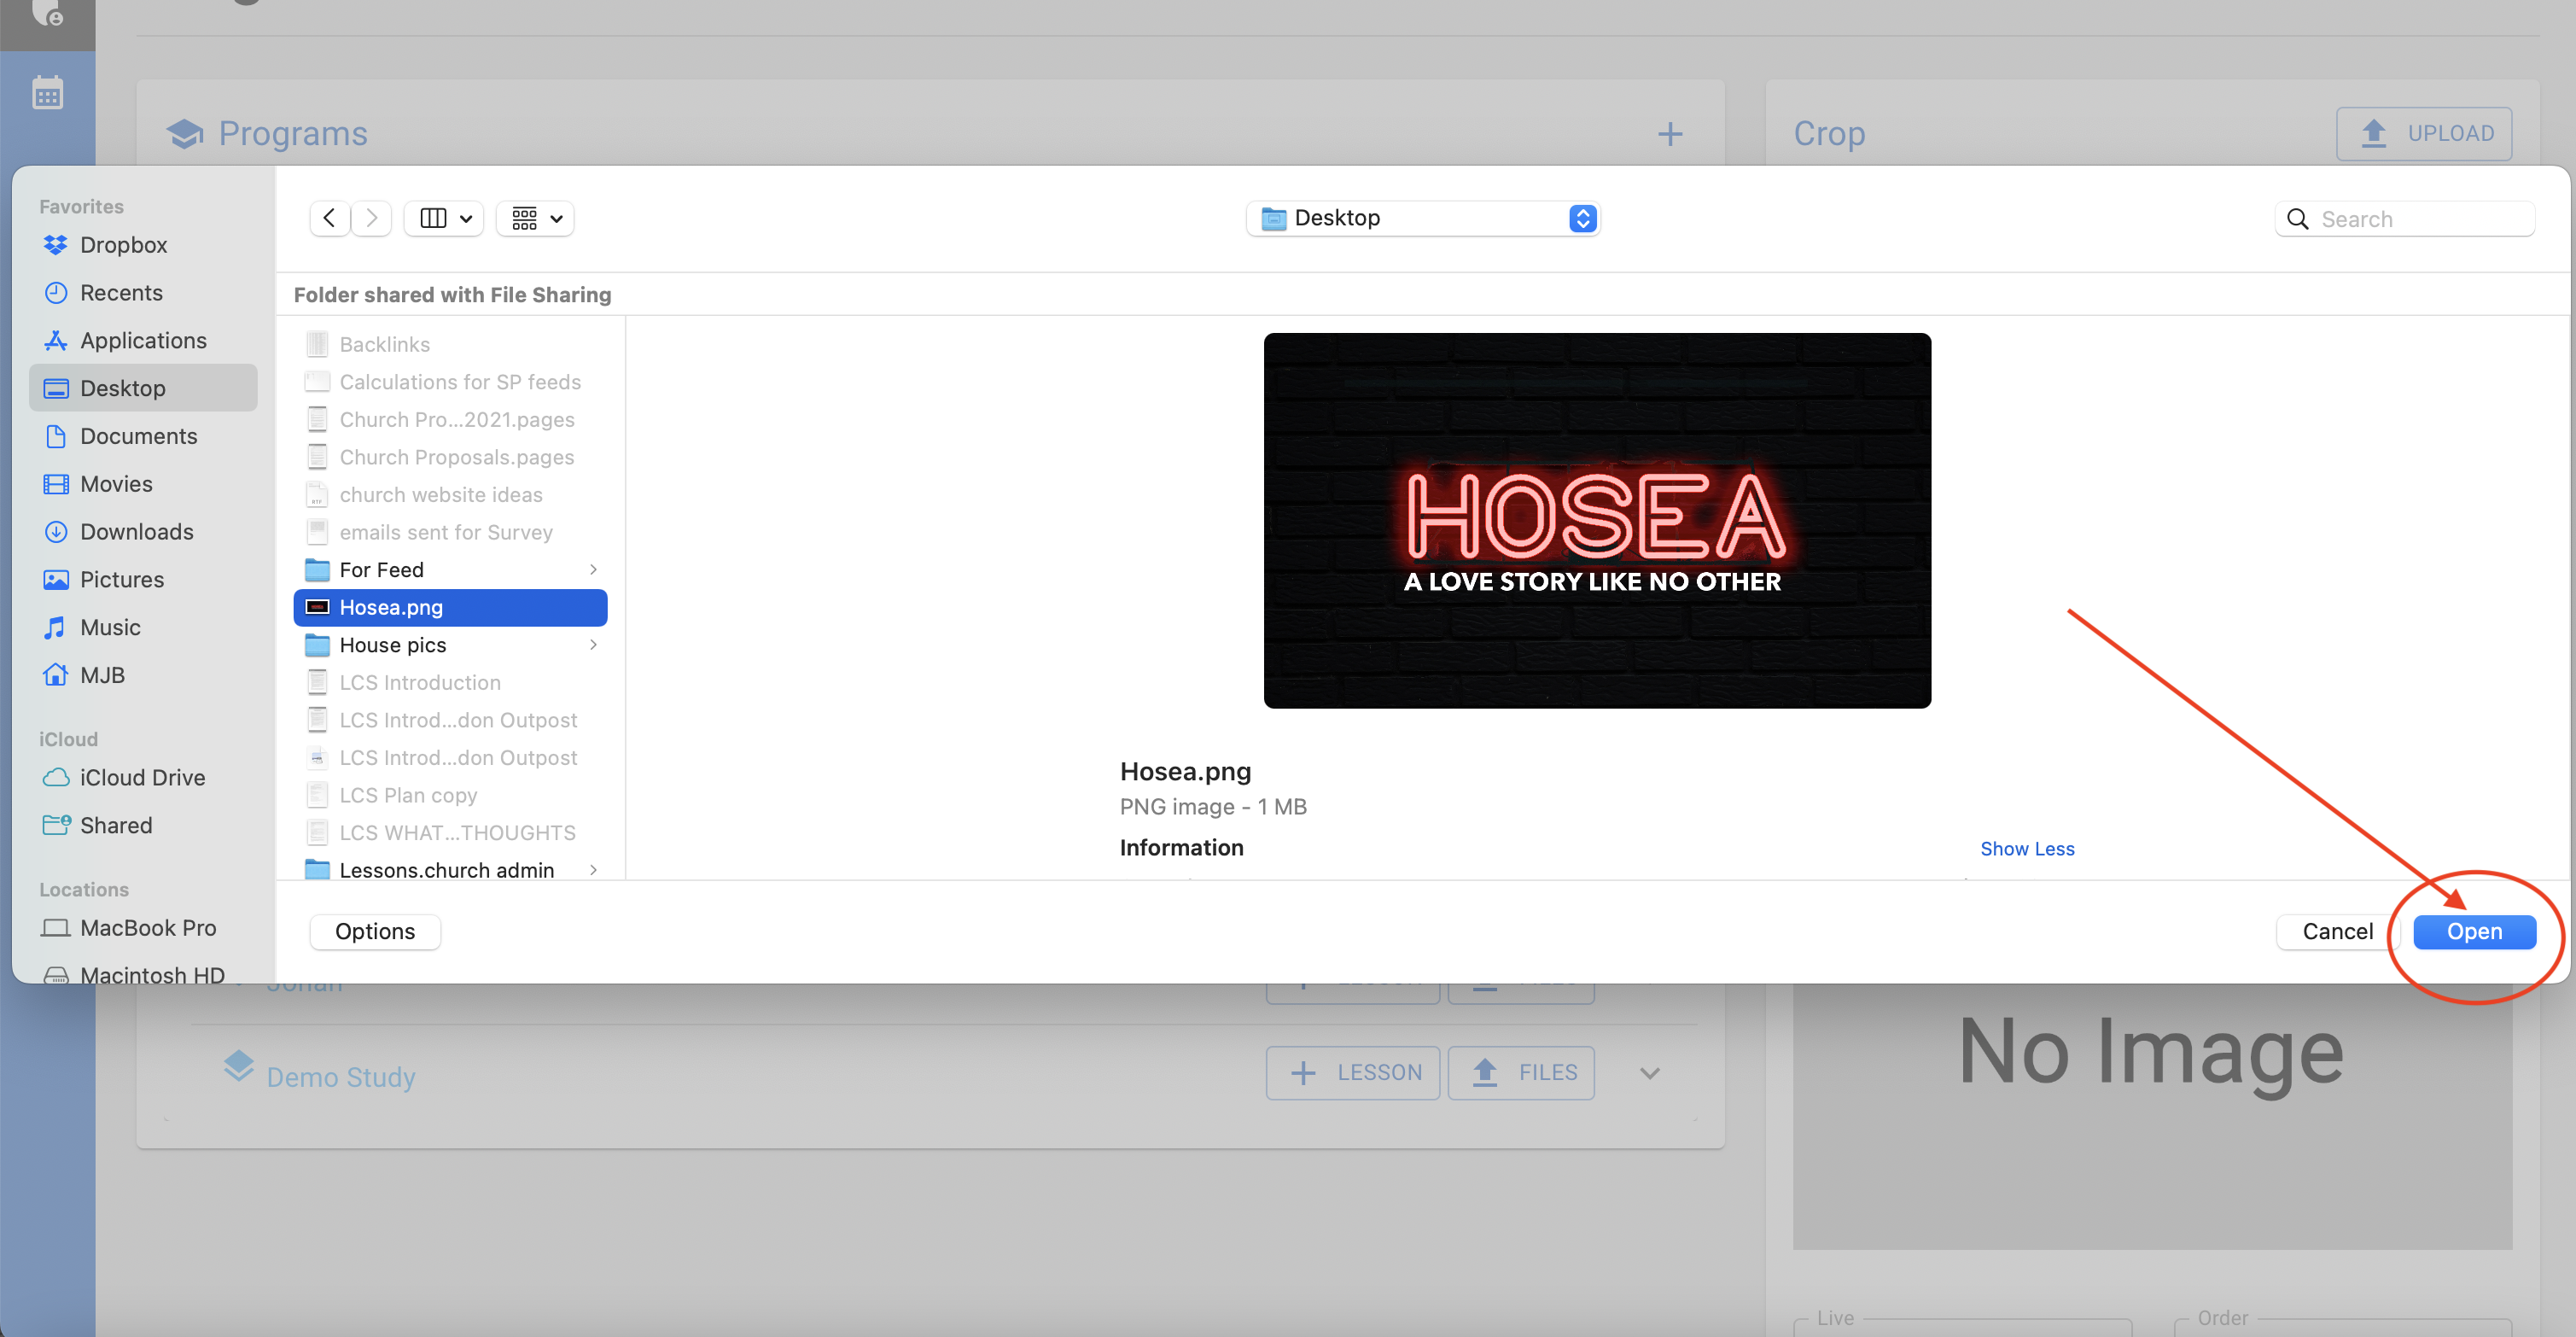 Programs
Crop
UPLOAD
Favorites
Dropbox
Recents
Applications
Desktop
Documents
Movies
Downloads
Pictures
Music
MJB
iCloud
iCloud Drive
Shared
Locations
MacBook Pro
Macintosh HD
Desktop
Search
Folder shared with File Sharing
Backlinks
Calculations for SP feeds
Church Pro...2021.pages
Church Proposals.pages
church website ideas
emails sent for Survey
For Feed
Hosea.png
House pics
LCS Introduction
LCS Introd...don Outpost
LCS Introd...don Outpost
LCS Plan copy
LCS WHAT...THOUGHTS
Lessons.church admin
HOSEA
A LOVE STORY LIKE NO OTHER
Hosea.png
PNG image - 1 MB
Information
Show Less
Options
Cancel
Open
Demo Study
LESSON
FILES
No Image
Live
Order